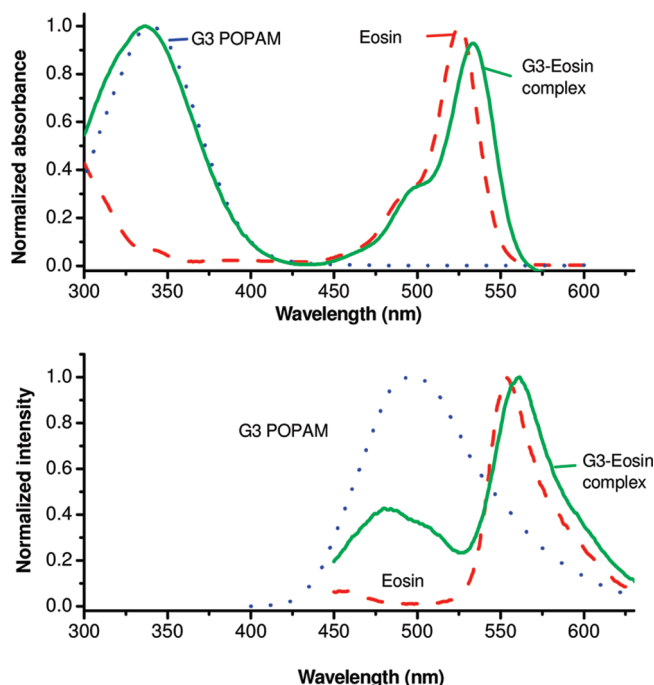 Normalized absorbance
1.0
0.8
0.6
0.4
0.2
0.0
G3 POPAM
Eosin
G3-Eosin
complex
300 350 400 450 500 550 600
Wavelength (nm)
Normalized intensity
1.0
0.8
0.6
0.4
0.2
0.0
G3 POPAM
G3-Eosin
complex
Eosin
300 350 400 450 500 550 600
Wavelength (nm)